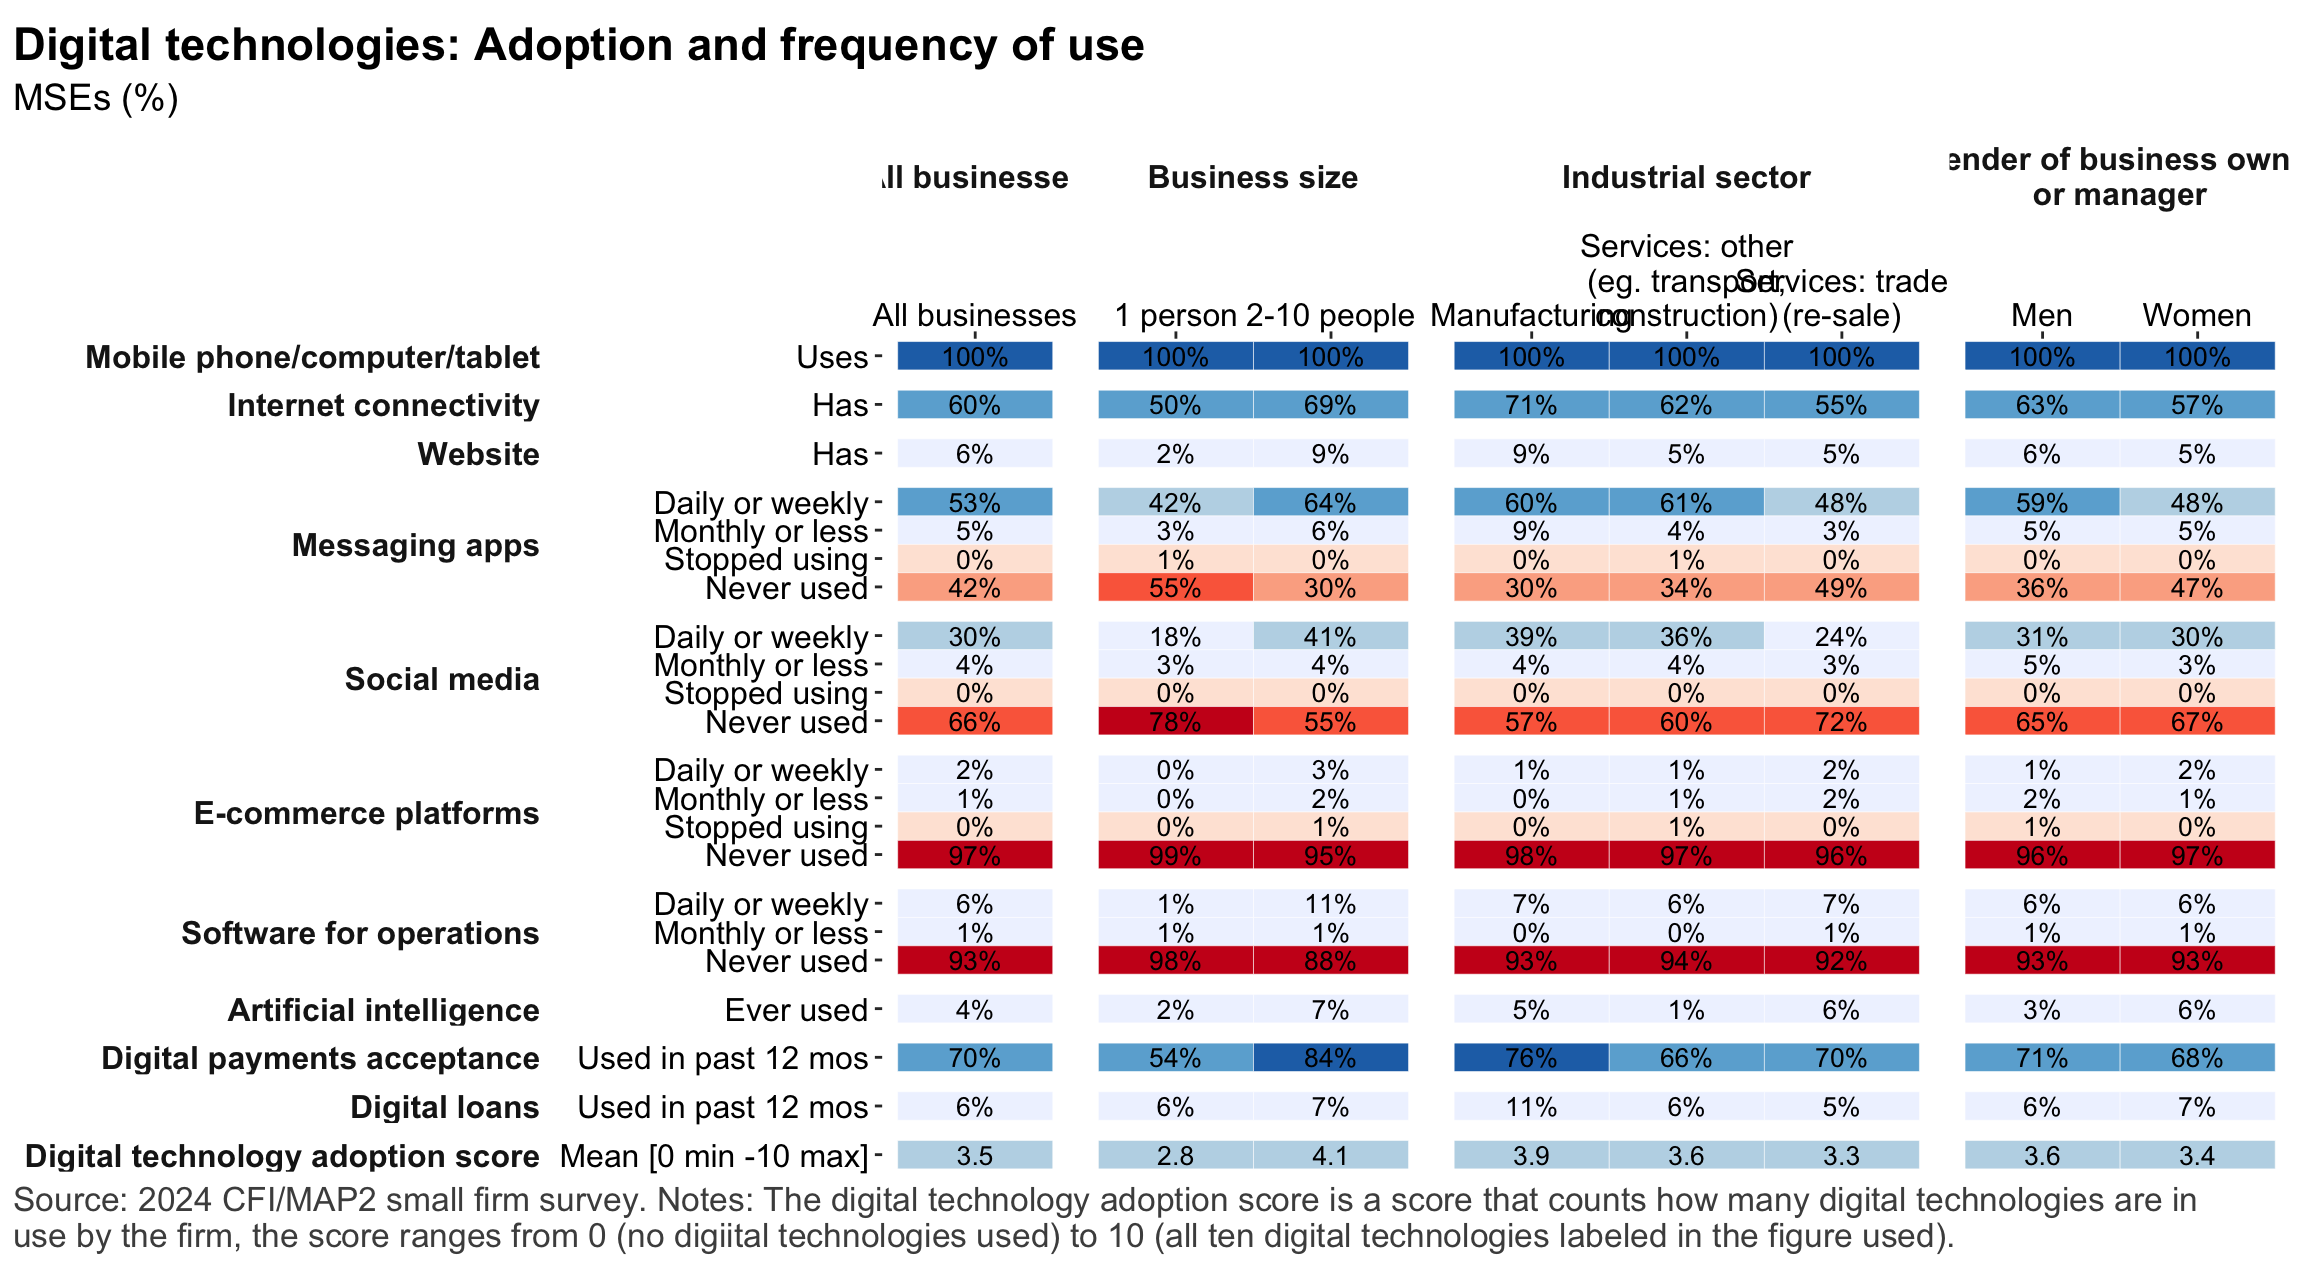 Digital technologies: Adoption and frequency of use
MSEs (%)
ll businesse Business size Industrial sector ender of business own
or manager
Services: other
(eg. transport, Services: trade
All businesses 1 person 2-10 people Manufacturing construction) (re-sale) Men Women
Mobile phone/computer/tablet Uses 100% 100% 100% 100% 100% 100% 100% 100%
Internet connectivity Has 60% 50% 69% 71% 62% 55% 63% 57%
Website Has 6% 2% 9% 9% 5% 5% 6% 5%
Messaging apps
Daily or weekly 53% 42% 64% 60% 61% 48% 59% 48%
Monthly or less 5% 3% 6% 9% 4% 3% 5% 5%
Stopped using 0% 1% 0% 0% 1% 0% 0% 0%
Never used 42% 55% 30% 30% 34% 49% 36% 47%
Social media
Daily or weekly 30% 18% 41% 39% 36% 24% 31% 30%
Monthly or less 4% 3% 4% 4% 4% 3% 5% 3%
Stopped using 0% 0% 0% 0% 0% 0% 0% 0%
Never used 66% 78% 55% 57% 60% 72% 65% 67%
E-commerce platforms
Daily or weekly 2% 0% 3% 1% 1% 2% 1% 2%
Monthly or less 1% 0% 2% 0% 1% 2% 2% 1%
Stopped using 0% 0% 1% 0% 1% 0% 1% 0%
Never used 97% 99% 95% 98% 97% 96% 96% 97%
Software for operations
Daily or weekly 6% 1% 11% 7% 6% 7% 6% 6%
Monthly or less 1% 1% 1% 0% 0% 1% 1% 1%
Never used 93% 98% 88% 93% 94% 92% 93% 93%
Artificial intelligence Ever used 4% 2% 7% 5% 1% 6% 3% 6%
Digital payments acceptance Used in past 12 mos 70% 54% 84% 76% 66% 70% 71% 68%
Digital loans Used in past 12 mos 6% 6% 7% 11% 6% 5% 6% 7%
Digital technology adoption score Mean [0 min -10 max] 3.5 2.8 4.1 3.9 3.6 3.3 3.6 3.4
Source: 2024 CFI/MAP2 small firm survey. Notes: The digital technology adoption score is a score that counts how many digital technologies are in
use by the firm, the score ranges from 0 (no digiital technologies used) to 10 (all ten digital technologies labeled in the figure used).